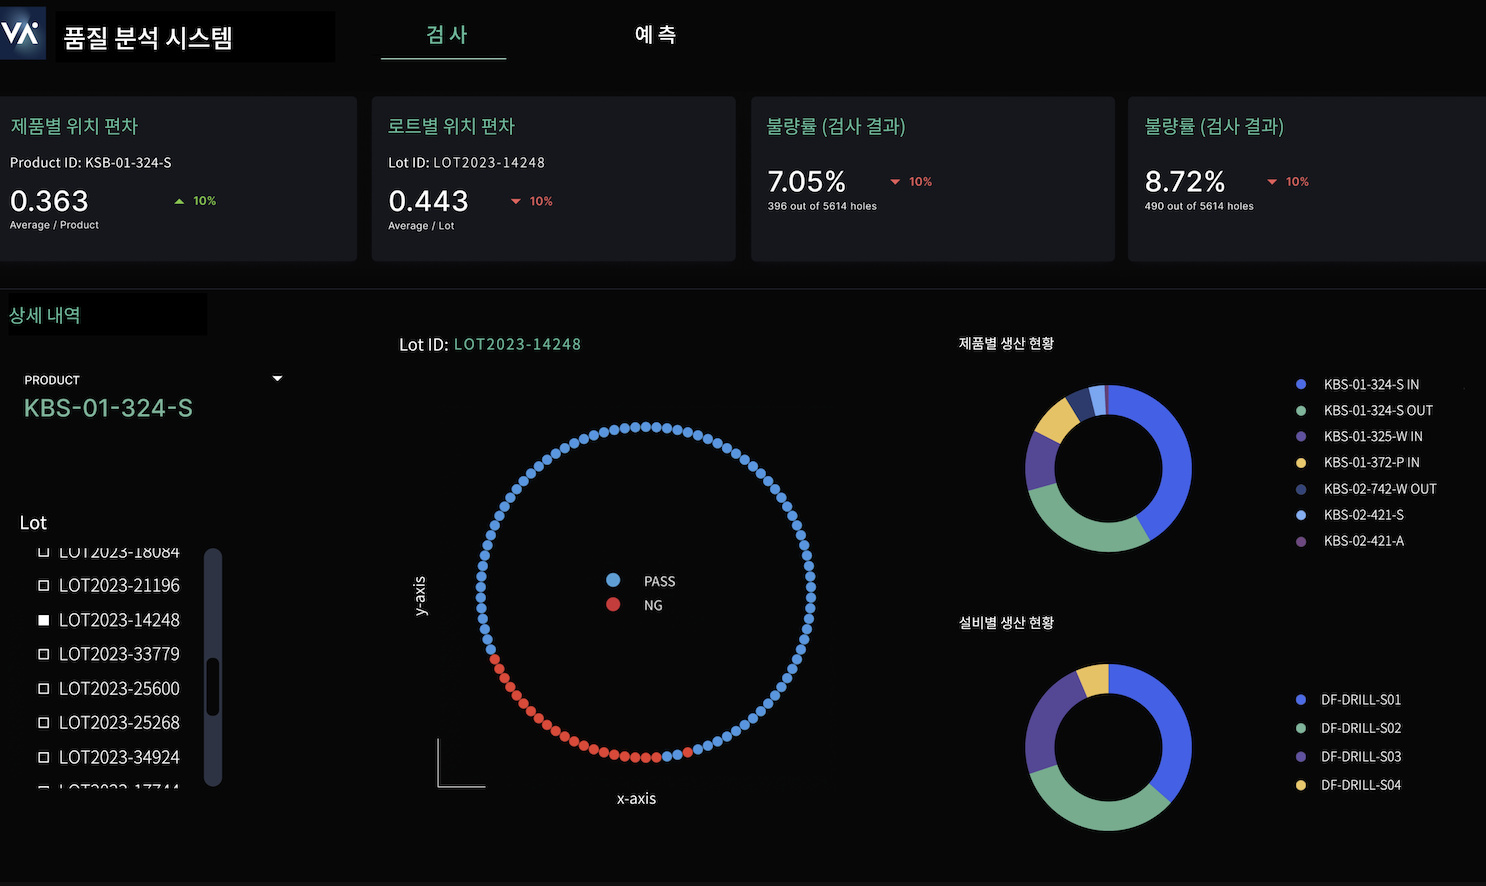 VA
품질 분석 시스템
검 사
예 측
제품별 위치 편차
Product ID: KSB-01-324-S
0.363
10%
Average / Product
로트별 위치 편차
Lot ID: LOT2023-14248
0.443
10%
Average / Lot
불량률 (검사 결과)
7.05%
10%
396 out of 5614 holes
불량률 (검사 결과)
8.72%
10%
490 out of 5614 holes
상세 내역
PRODUCT
KBS-01-324-S
Lot
LOT2023-18084
LOT2023-21196
LOT2023-14248
LOT2023-33779
LOT2023-25600
LOT2023-25268
LOT2023-34924
Lot ID: LOT2023-14248
y-axis
PASS
NG
x-axis
제품별 생산 현황
KBS-01-324-S IN
KBS-01-324-S OUT
KBS-01-325-W IN
KBS-01-372-P IN
KBS-02-742-W OUT
KBS-02-421-S
KBS-02-421-A
설비별 생산 현황
DF-DRILL-S01
DF-DRILL-S02
DF-DRILL-S03
DF-DRILL-S04